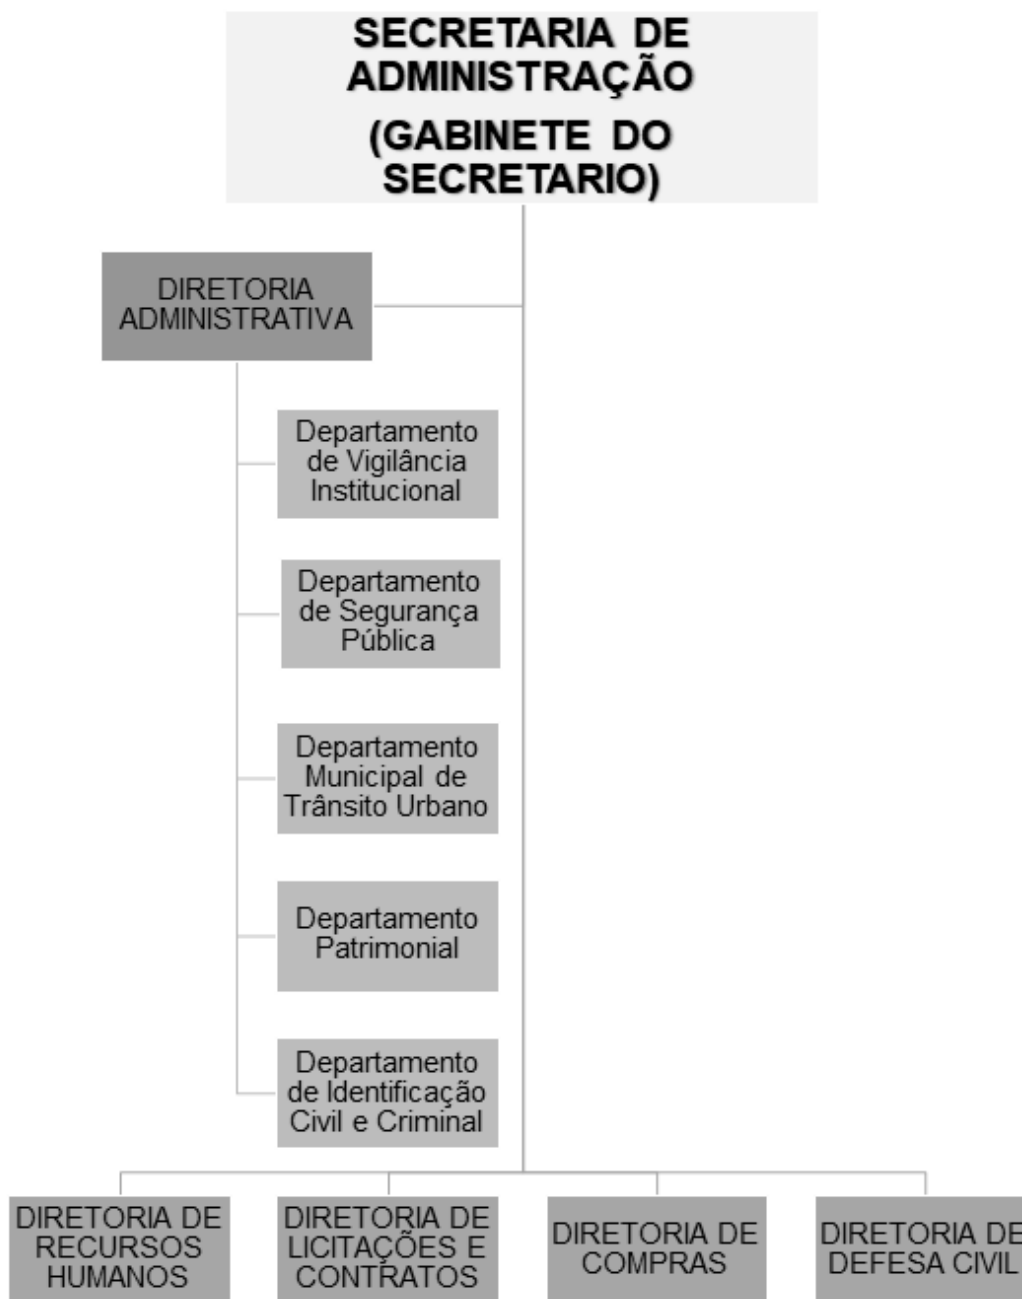 SECRETARIA DE
ADMINISTRAÇÃO
(GABINETE DO
SECRETARIO)
DIRETORIA
ADMINISTRATIVA
Departamento
de Vigilância
Institucional
Departamento
de Segurança
Pública
Departamento
Municipal de
Trânsito Urbano
Departamento
Patrimonial
Departamento
de Identificação
Civil e Criminal
DIRETORIA DE
RECURSOS
HUMANOS
DIRETORIA DE
LICITAÇÕES E
CONTRATOS
DIRETORIA DE
COMPRAS
DIRETORIA DE
DEFESA CIVIL